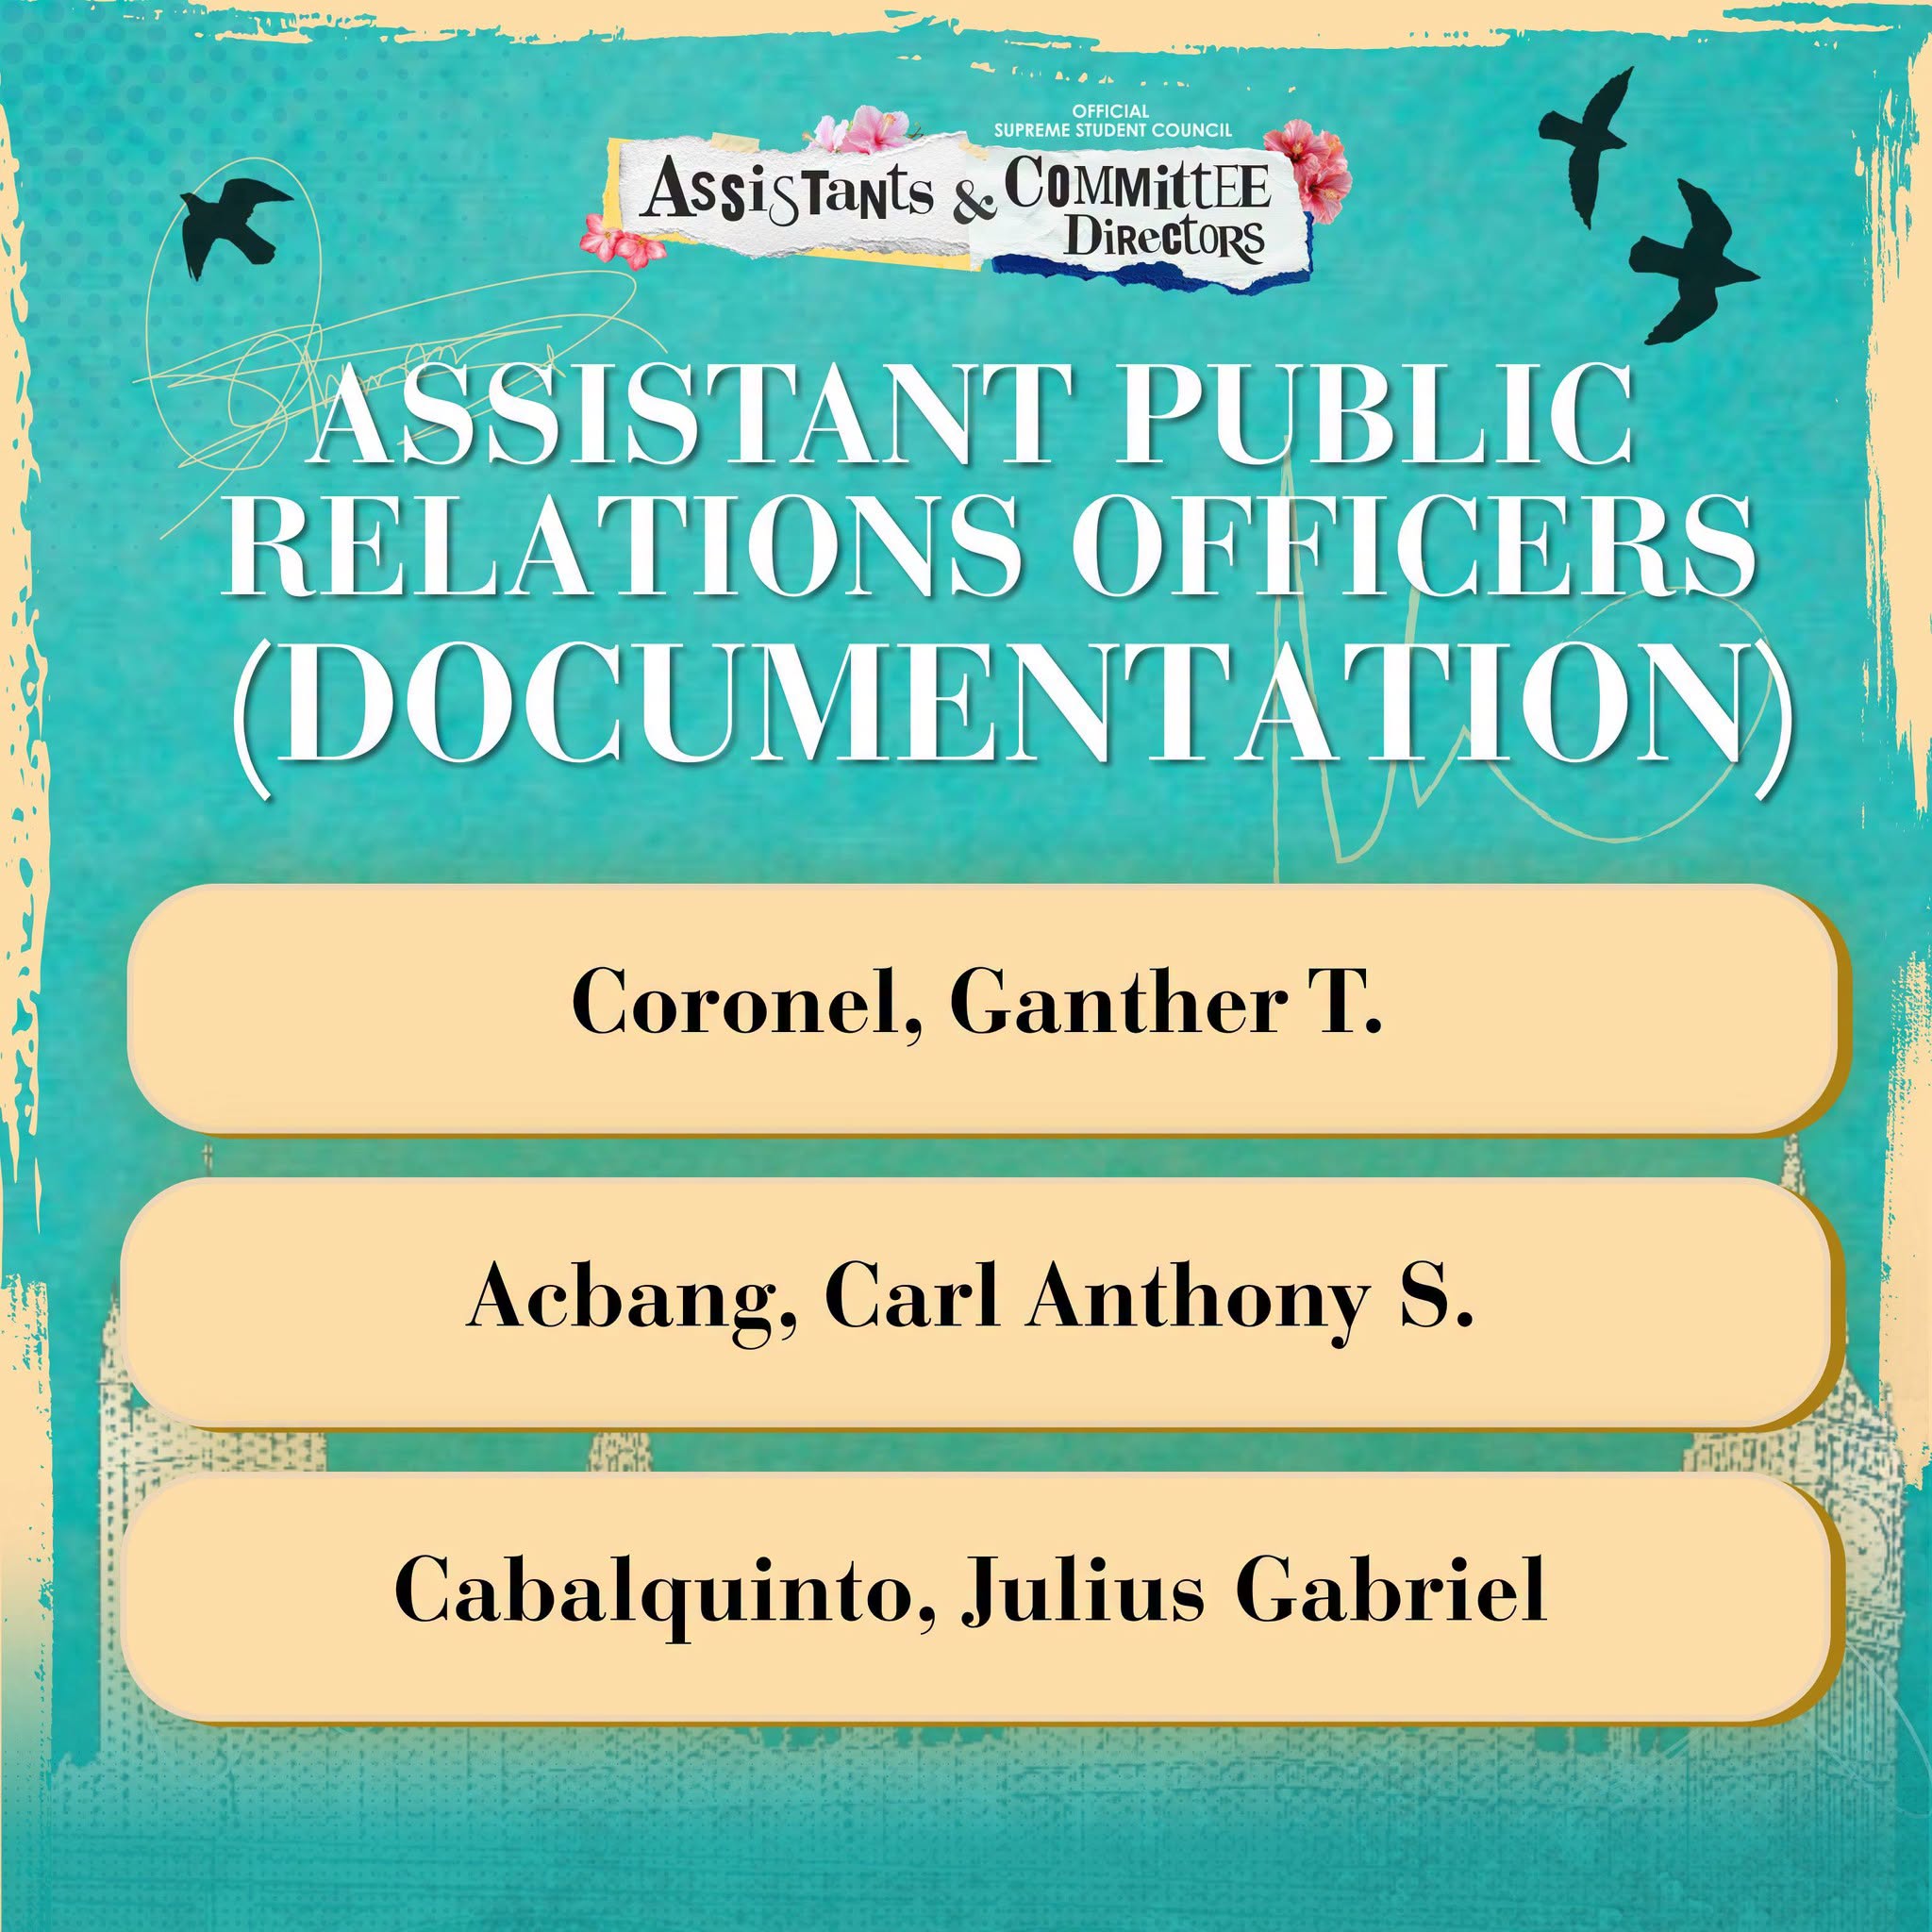 OFFICIAL
SUPREME STUDENT COUNCIL
AssiSTaNts & COMMittEE
DiRectORS
ASSISTANT PUBLIC
RELATIONS OFFICERS
(DOCUMENTATION)
Coronel, Ganther T.
Acbang, Carl Anthony S.
Cabalquinto, Julius Gabriel